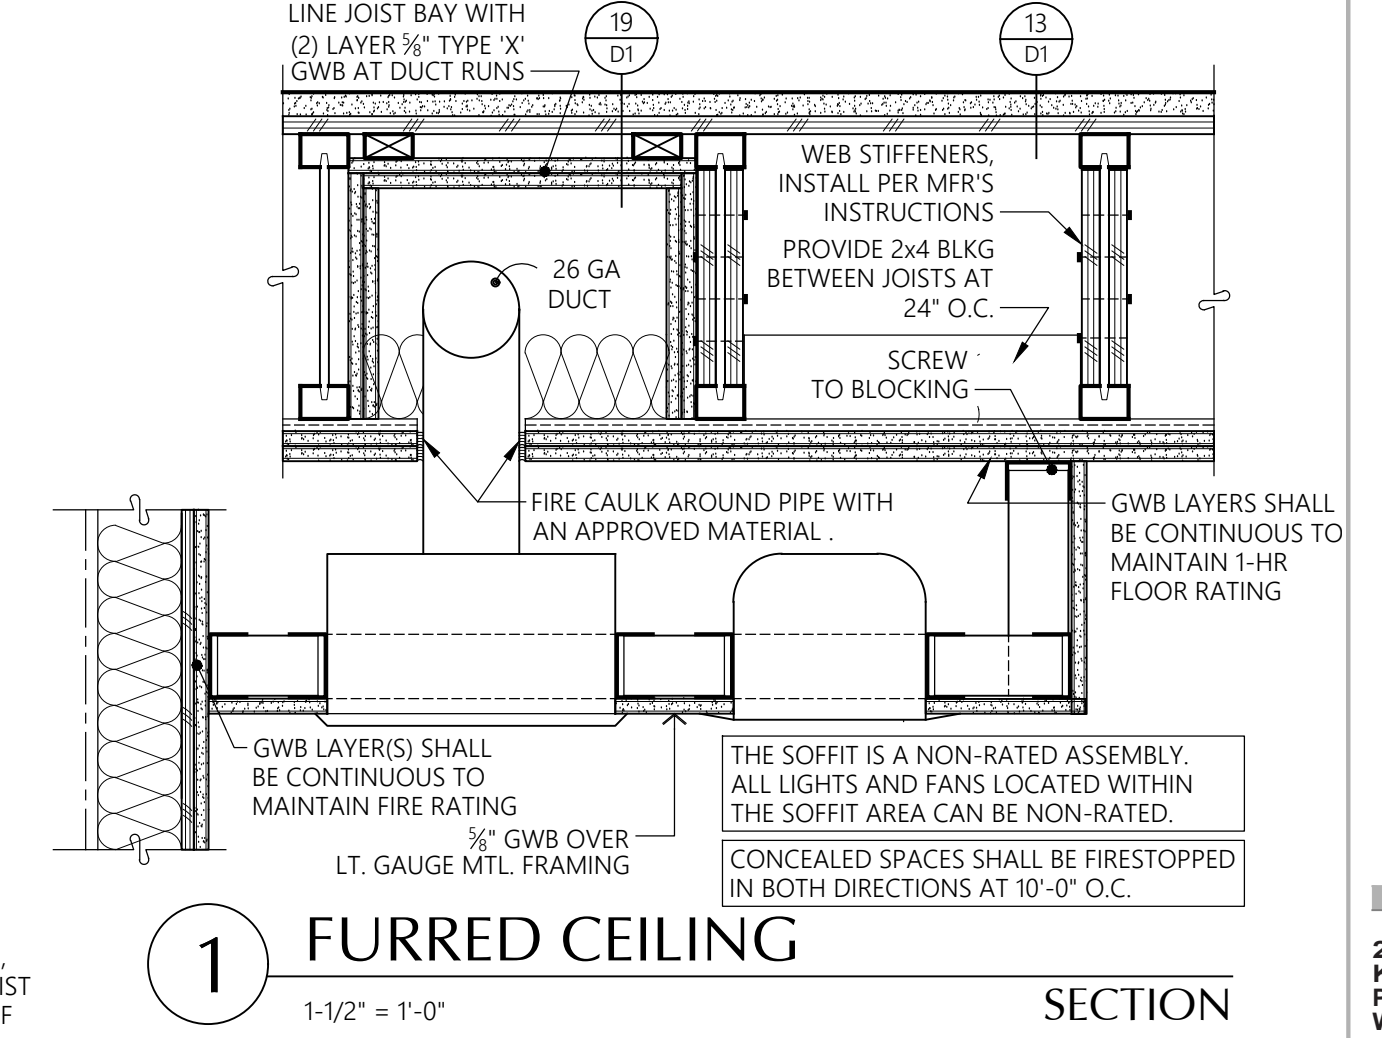 LINE JOIST BAY WITH
(2) LAYER ⅝" TYPE 'X'
GWB AT DUCT RUNS
19
D1
13
D1
WEB STIFFENERS,
INSTALL PER MFR'S
INSTRUCTIONS
PROVIDE 2x4 BLKG
BETWEEN JOISTS AT
24" O.C.
26 GA
DUCT
SCREW
TO BLOCKING
FIRE CAULK AROUND PIPE WITH
AN APPROVED MATERIAL .
GWB LAYERS SHALL
BE CONTINUOUS TO
MAINTAIN 1-HR
FLOOR RATING
GWB LAYER(S) SHALL
BE CONTINUOUS TO
MAINTAIN FIRE RATING
⅝" GWB OVER
LT. GAUGE MTL. FRAMING
THE SOFFIT IS A NON-RATED ASSEMBLY.
ALL LIGHTS AND FANS LOCATED WITHIN
THE SOFFIT AREA CAN BE NON-RATED.
CONCEALED SPACES SHALL BE FIRESTOPPED
IN BOTH DIRECTIONS AT 10'-0" O.C.
1
FURRED CEILING
1-1/2" = 1'-0"
SECTION